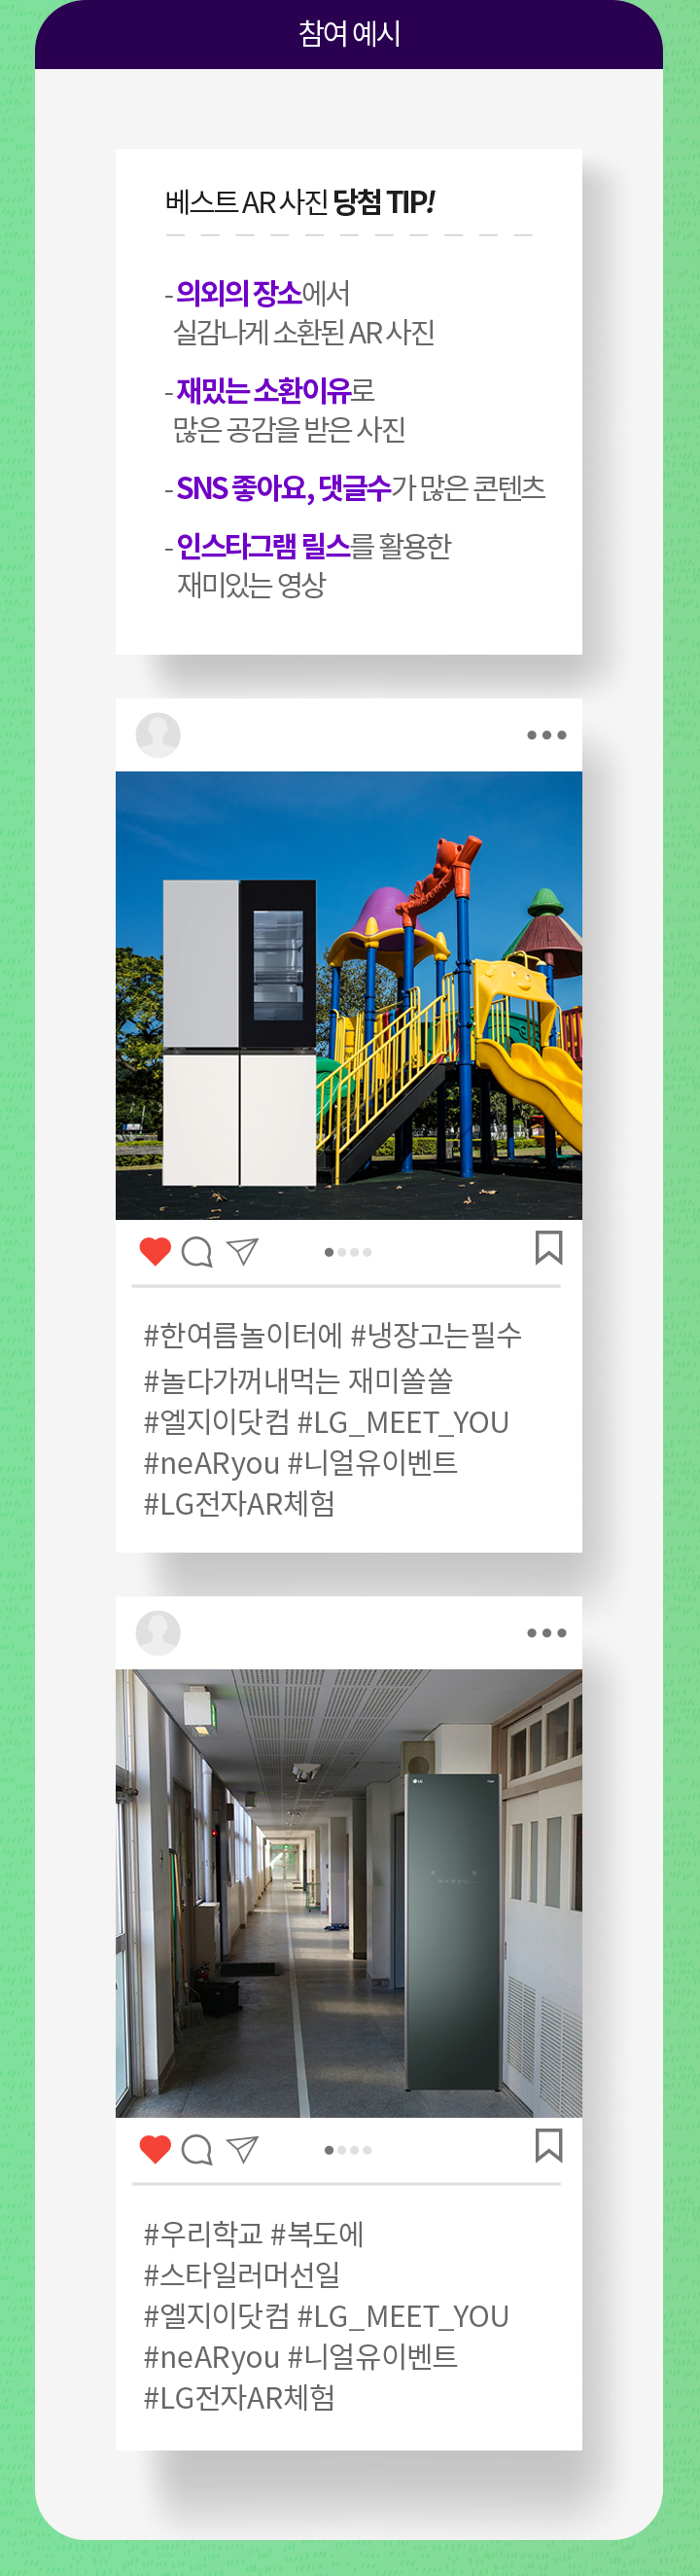 참여 예시
베스트 AR 사진 당첨 TIP!
- 의외의 장소에서
실감나게 소환된 AR 사진
- 재밌는 소환이유로
많은 공감을 받은 사진
- SNS 좋아요, 댓글수가 많은 콘텐츠
- 인스타그램 릴스를 활용한
재미있는 영상
#한여름놀이터에 #냉장고는필수
#놀다가꺼내먹는 재미쏠쏠
#엘지이닷컴 #LG_MEET_YOU
#neARyou #니얼유이벤트
#LG전자AR체험
LG
#우리학교 #복도에
#스타일러머선일
#엘지이닷컴 #LG_MEET_YOU
#neARyou #니얼유이벤트
#LG전자AR체험